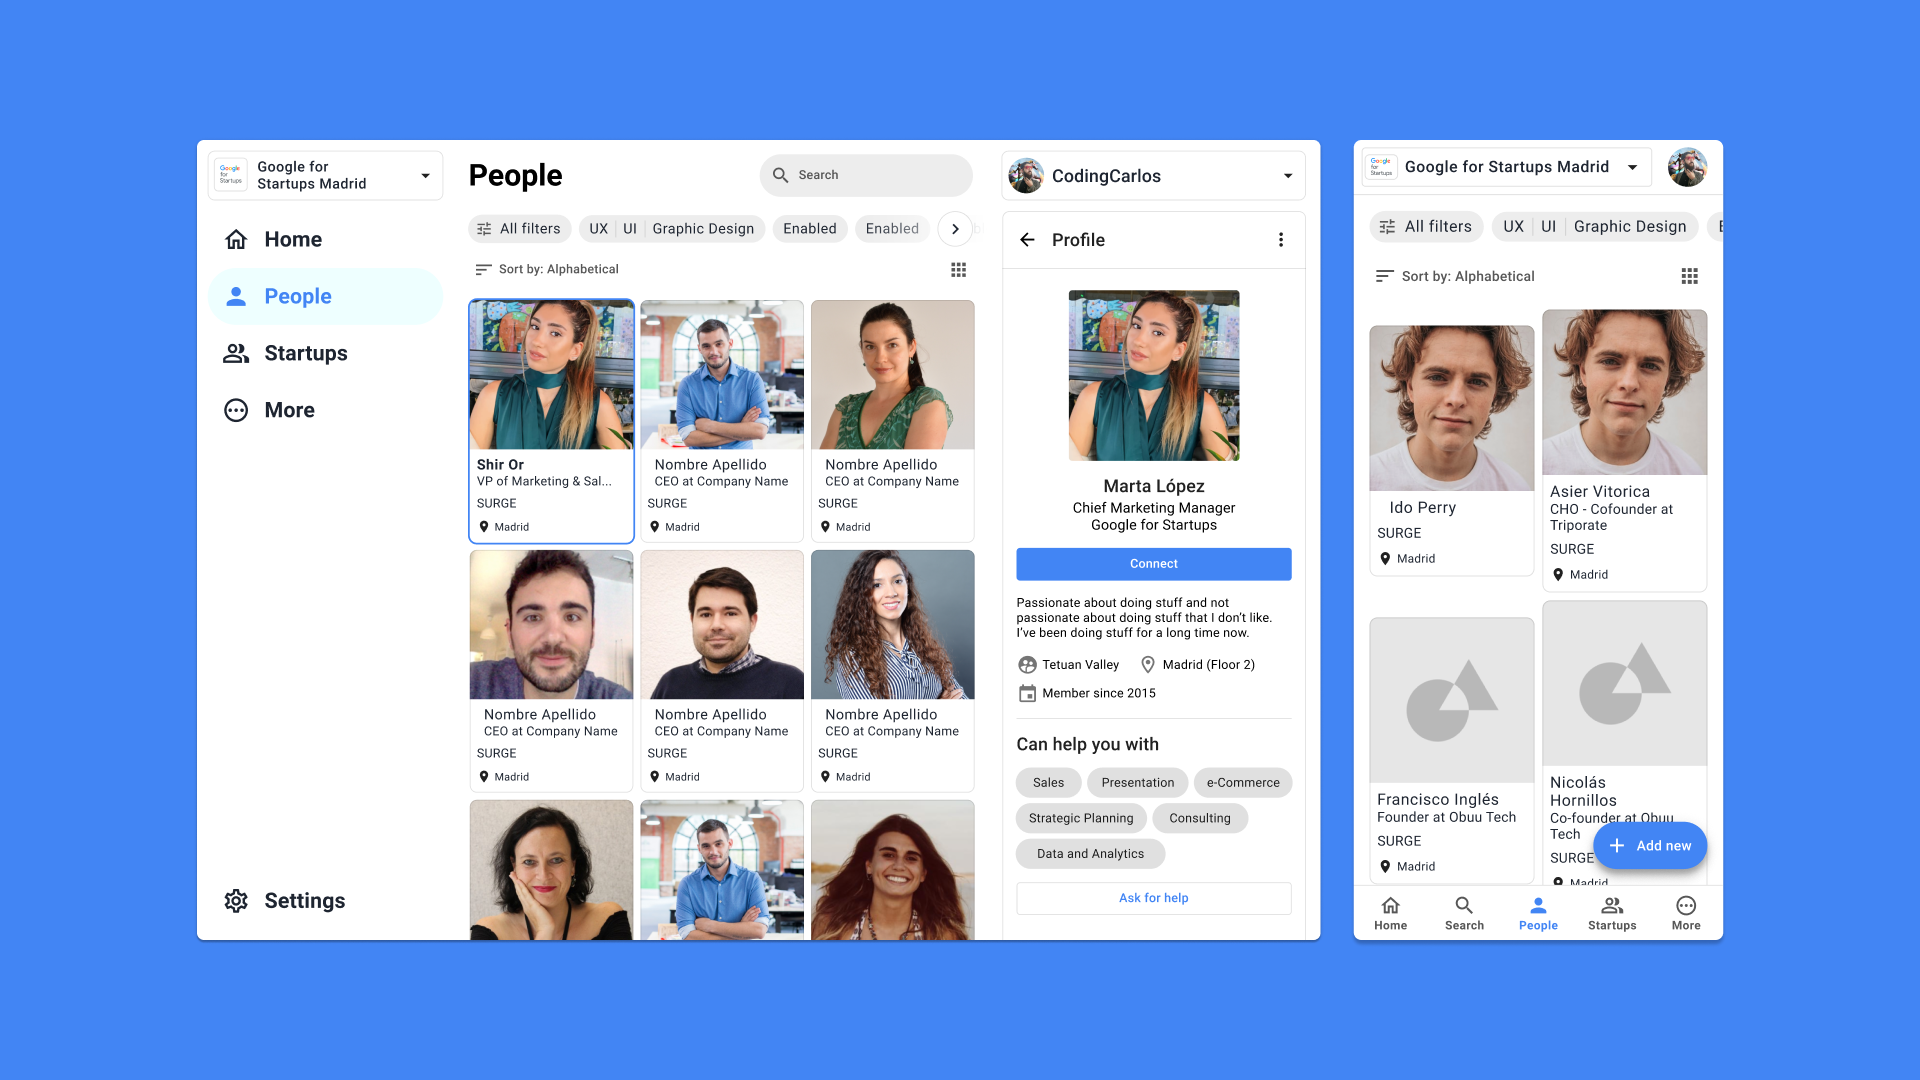 Google for Startups
Google for
Startups Madrid
Home
People
Startups
More
Settings
People
Search
All filters
UX UI Graphic Design
Enabled
Enabled
Sort by: Alphabetical
Shir Or
VP of Marketing & Sal...
SURGE
Madrid
Nombre Apellido
CEO at Company Name
SURGE
Madrid
Nombre Apellido
CEO at Company Name
SURGE
Madrid
Nombre Apellido
CEO at Company Name
SURGE
Madrid
Nombre Apellido
CEO at Company Name
SURGE
Madrid
Nombre Apellido
CEO at Company Name
SURGE
Madrid
CodingCarlos
Profile
Marta López
Chief Marketing Manager
Google for Startups
Connect
Passionate about doing stuff and not
passionate about doing stuff that I don’t like.
I’ve been doing stuff for a long time now.
Tetuan Valley
Madrid (Floor 2)
Member since 2015
Can help you with
Sales
Presentation
e-Commerce
Strategic Planning
Consulting
Data and Analytics
Ask for help
Google for Startups
Google for Startups Madrid
All filters
UX UI Graphic Design
E
Sort by: Alphabetical
Ido Perry
SURGE
Madrid
Asier Vitorica
CHO - Cofounder at
Triporate
SURGE
Madrid
Francisco Inglés
Founder at Obuu Tech
SURGE
Madrid
Nicolás
Hornillos
Co-founder at Obuu
Tech
SURGE
Madrid
Add new
Home
Search
People
Startups
More